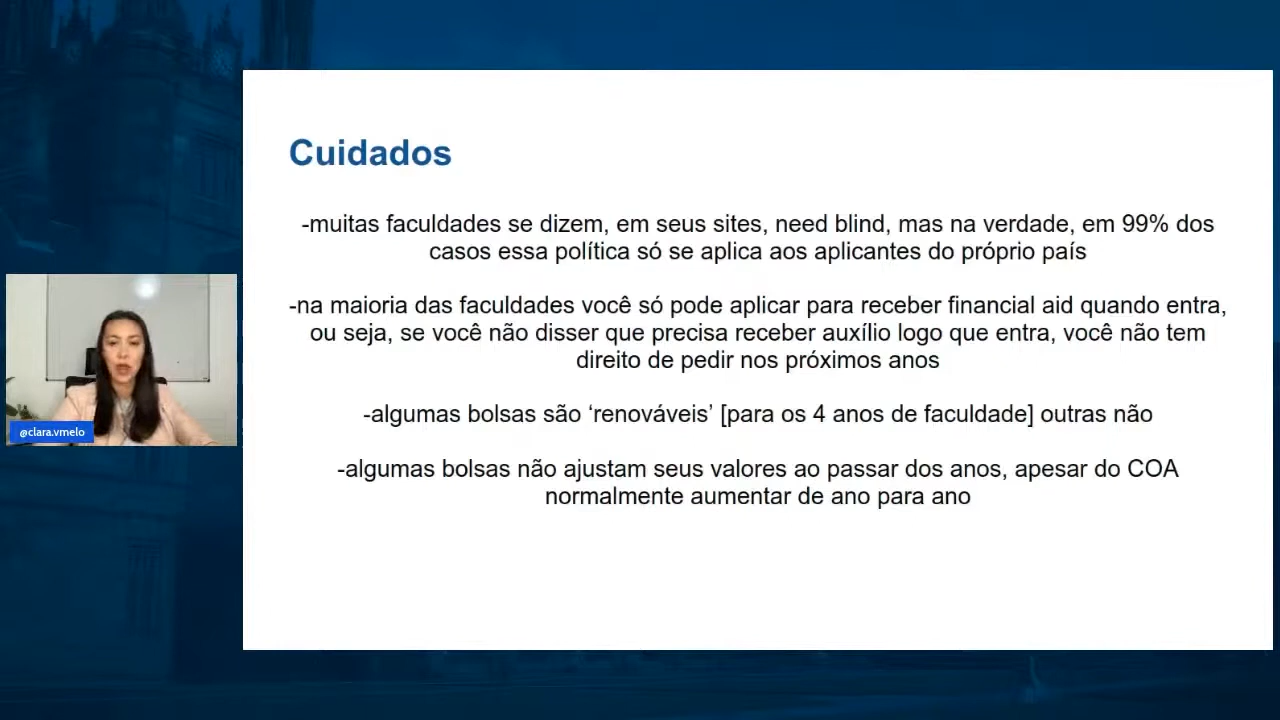 Cuidados
-muitas faculdades se dizem, em seus sites, need blind, mas na verdade, em 99% dos
casos essa política só se aplica aos aplicantes do próprio país
-na maioria das faculdades você só pode aplicar para receber financial aid quando entra,
ou seja, se você não disser que precisa receber auxílio logo que entra, você não tem
direito de pedir nos próximos anos
-algumas bolsas são ‘renováveis’ [para os 4 anos de faculdade] outras não
-algumas bolsas não ajustam seus valores ao passar dos anos, apesar do COA
normalmente aumentar de ano para ano
@clara.vmelo